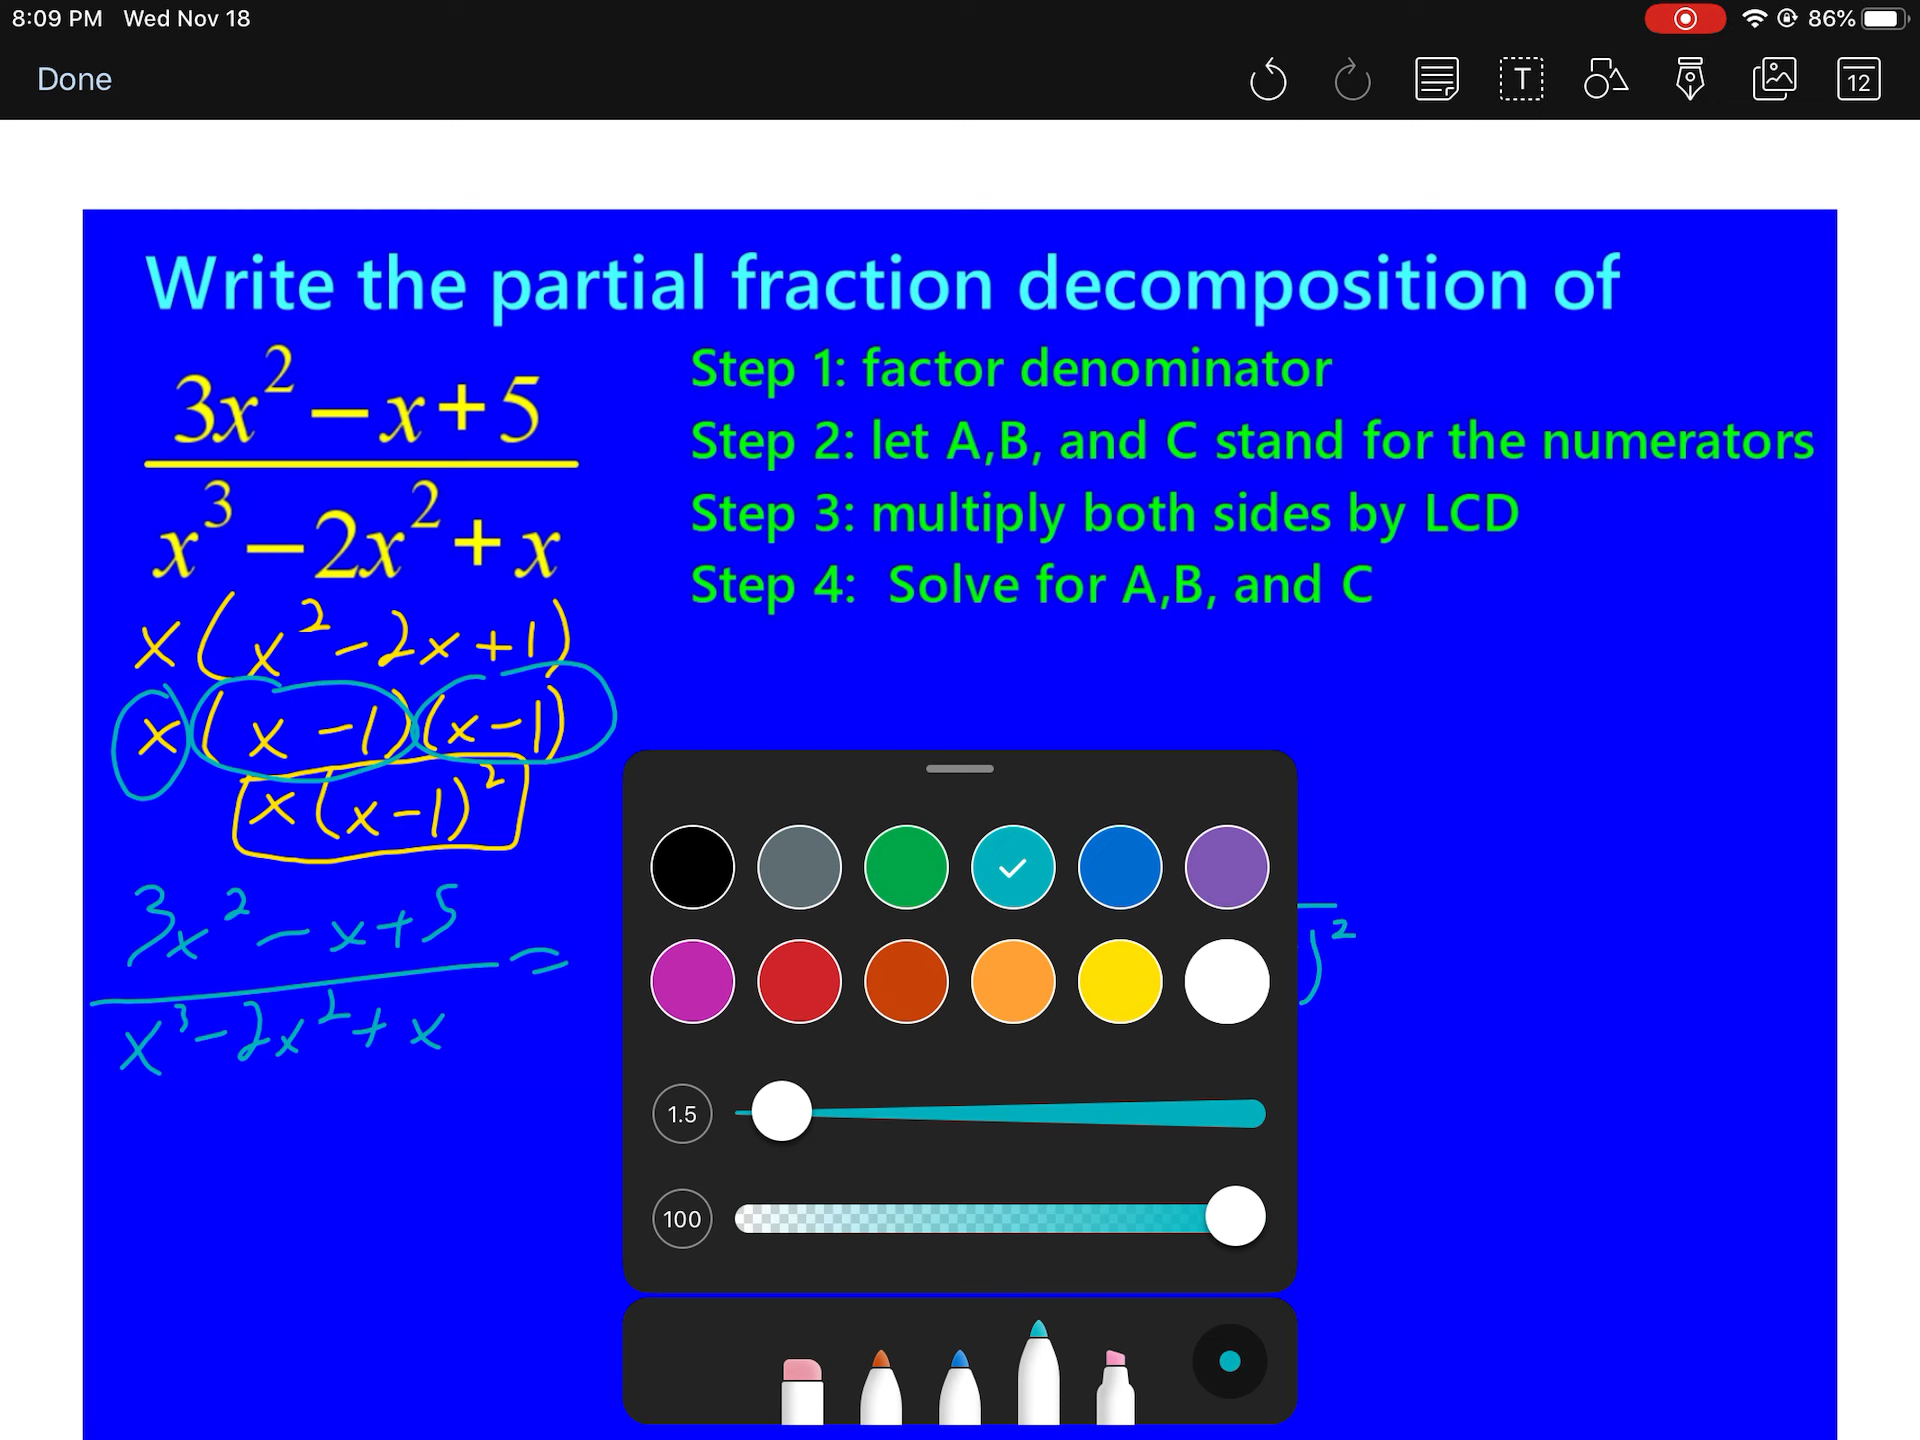 8:09 PM Wed Nov 18
86%
Done
T
12
Write the partial fraction decomposition of
3x² − x + 5
x³ − 2x² + x
Step 1: factor denominator
Step 2: let A,B, and C stand for the numerators
Step 3: multiply both sides by LCD
Step 4: Solve for A,B, and C
x(x² − 2x + 1)
x(x − 1)(x − 1)
x(x − 1)²
3x² − x + 5 =
x³ − 2x² + x
)²
1.5
100